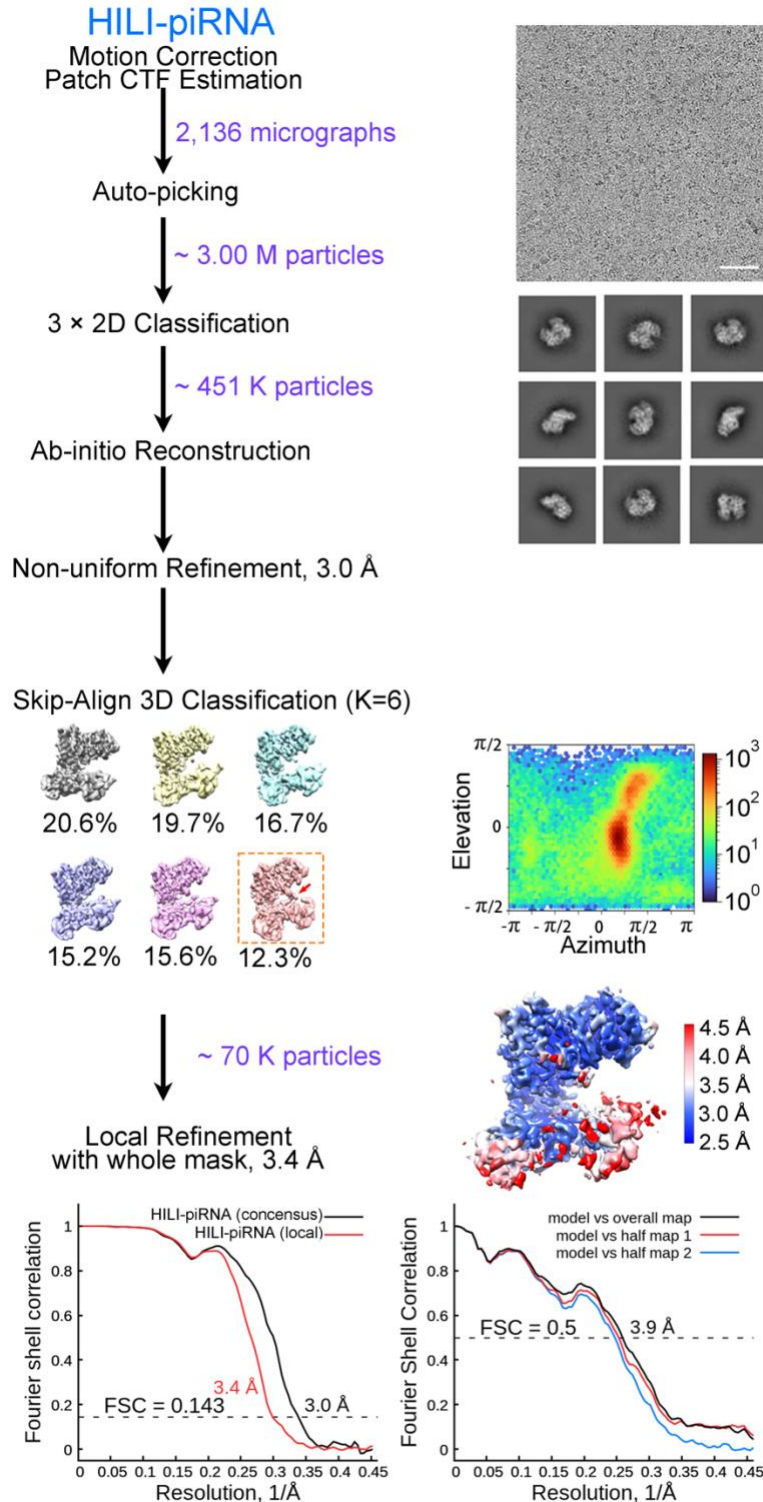 HILI-piRNA
Motion Correction
Patch CTF Estimation
2,136 micrographs
Auto-picking
~ 3.00 M particles
3 × 2D Classification
~ 451 K particles
Ab-initio Reconstruction
Non-uniform Refinement, 3.0 Å
Skip-Align 3D Classification (K=6)
20.6% 19.7% 16.7%
15.2% 15.6% 12.3%
~ 70 K particles
Local Refinement
with whole mask, 3.4 Å
Elevation
π/2
0
- π/2
-π -π/2 0 π/2 π
Azimuth
10³
10²
10¹
10⁰
4.5 Å
4.0 Å
3.5 Å
3.0 Å
2.5 Å
Fourier shell correlation
1
0.8
0.6
0.4
0.2
0
HILI-piRNA (concensus)
HILI-piRNA (local)
3.4 Å
FSC = 0.143
3.0 Å
0 0.05 0.1 0.15 0.2 0.25 0.3 0.35 0.4 0.45
Resolution, 1/Å
Fourier Shell Correlation
1
0.8
0.6
0.4
0.2
0
model vs overall map
model vs half map 1
model vs half map 2
FSC = 0.5
3.9 Å
0 0.05 0.1 0.15 0.2 0.25 0.3 0.35 0.4 0.45
Resolution, 1/Å